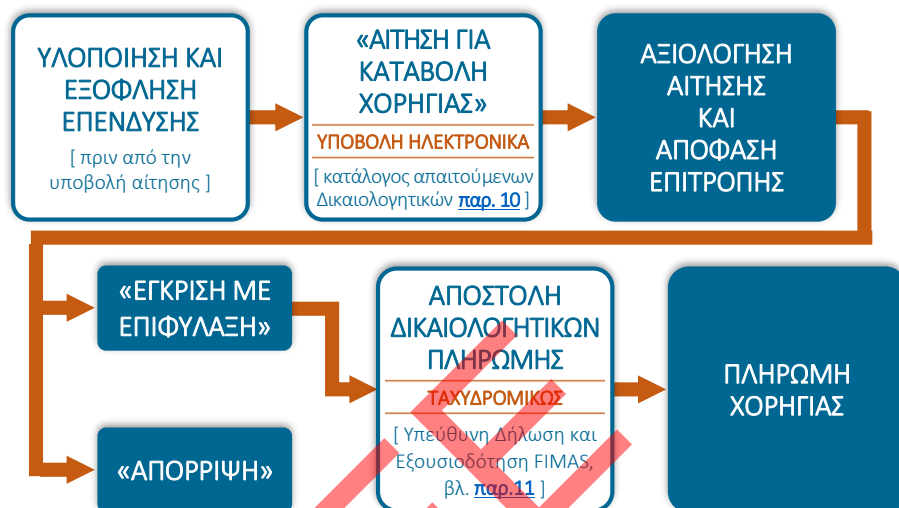 ΥΛΟΠΟΙΗΣΗ ΚΑΙ
ΕΞΟΦΛΗΣΗ
ΕΠΕΝΔΥΣΗΣ
[ πριν από την
υποβολή αίτησης ]
«ΑΙΤΗΣΗ ΓΙΑ
ΚΑΤΑΒΟΛΗ
ΧΟΡΗΓΙΑΣ»
ΥΠΟΒΟΛΗ ΗΛΕΚΤΡΟΝΙΚΑ
[ κατάλογος απαιτούμενων
Δικαιολογητικών παρ. 10 ]
ΑΞΙΟΛΟΓΗΣΗ
ΑΙΤΗΣΗΣ
ΚΑΙ
ΑΠΟΦΑΣΗ
ΕΠΙΤΡΟΠΗΣ
«ΕΓΚΡΙΣΗ ΜΕ
ΕΠΙΦΥΛΑΞΗ»
«ΑΠΟΡΡΙΨΗ»
ΑΠΟΣΤΟΛΗ
ΔΙΚΑΙΟΛΟΓΗΤΙΚΩΝ
ΠΛΗΡΩΜΗΣ
ΤΑΧΥΔΡΟΜΙΚΩΣ
[ Υπεύθυνη Δήλωση και
Εξουσιοδότηση FIMAS,
βλ. παρ.11 ]
ΠΛΗΡΩΜΗ
ΧΟΡΗΓΙΑΣ